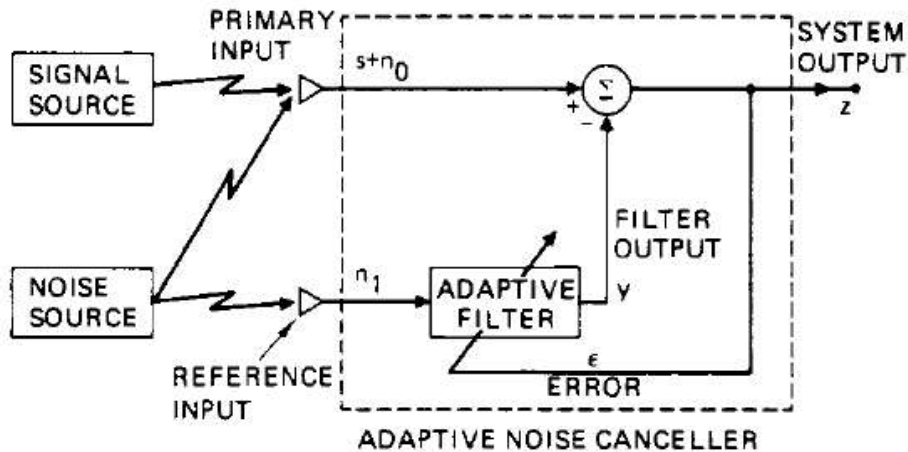 PRIMARY
INPUT
SYSTEM
OUTPUT
SIGNAL
SOURCE
s+n₀
+
Σ
−
z
FILTER
OUTPUT
NOISE
SOURCE
n₁
ADAPTIVE
FILTER
y
REFERENCE
INPUT
ϵ
ERROR
ADAPTIVE NOISE CANCELLER